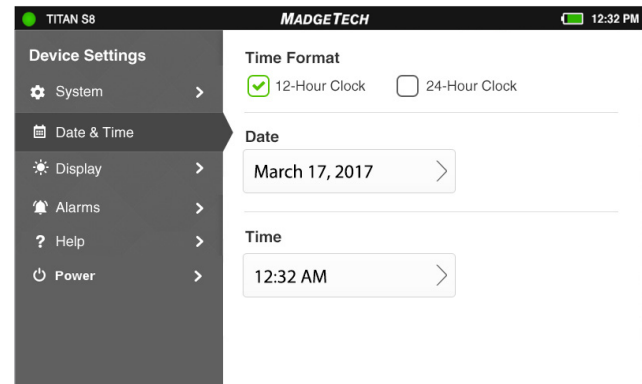 TITAN S8 MADGETECH 12:32 PM
Device Settings
System
Date & Time
Display
Alarms
? Help
Power
Time Format
12-Hour Clock 24-Hour Clock
Date
March 17, 2017
Time
12:32 AM